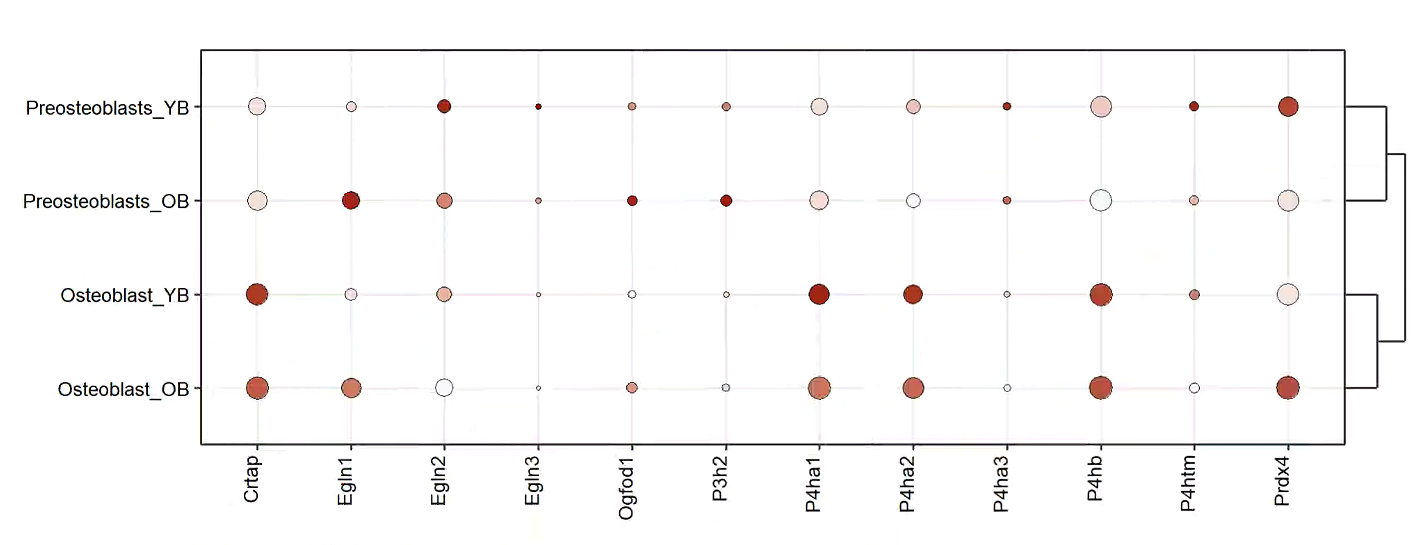 Preosteoblasts_YB
Preosteoblasts_OB
Osteoblast_YB
Osteoblast_OB
Crtap
Egln1
Egln2
Egln3
Ogfod1
P3h2
P4ha1
P4ha2
P4ha3
P4hb
P4htm
Prdx4